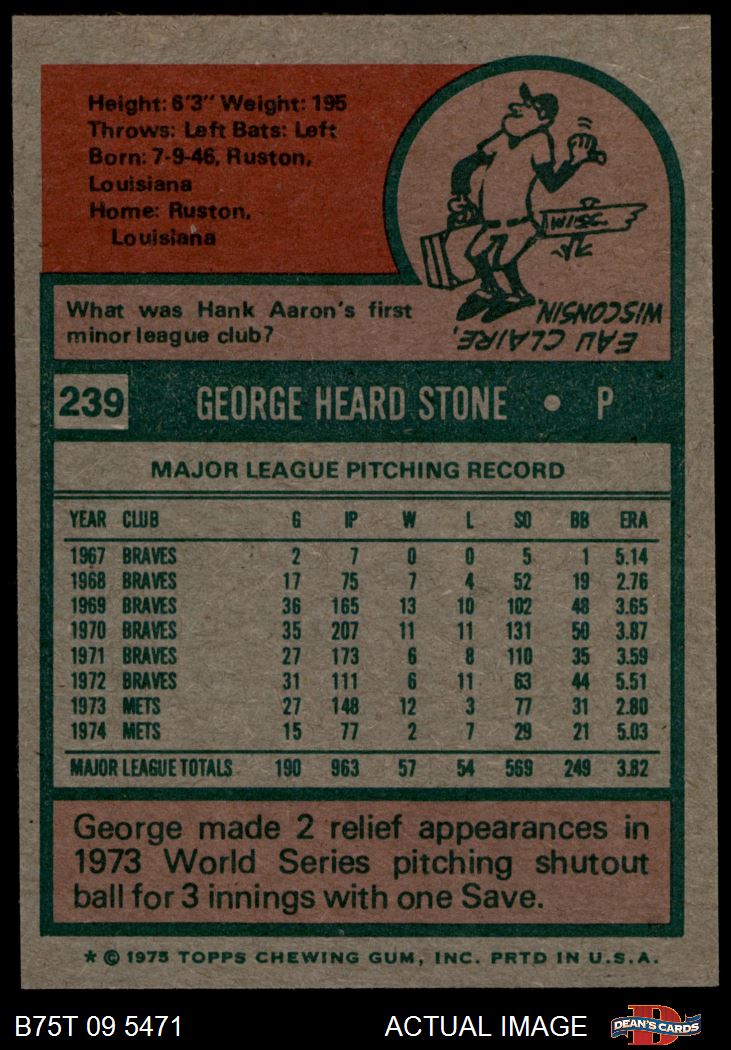 Height: 6'3" Weight: 195
Throws: Left Bats: Left
Born: 7-9-46, Ruston,
Louisiana
Home: Ruston,
Louisiana
WISC.
What was Hank Aaron's first
minor league club?
EAU CLAIRE,
WISCONSIN.
239 GEORGE HEARD STONE • P
MAJOR LEAGUE PITCHING RECORD
YEAR CLUB G IP W L SO BB ERA
1967 BRAVES 2 7 0 0 5 1 5.14
1968 BRAVES 17 75 7 4 52 19 2.76
1969 BRAVES 36 165 13 10 102 48 3.65
1970 BRAVES 35 207 11 11 131 50 3.87
1971 BRAVES 27 173 6 8 110 35 3.59
1972 BRAVES 31 111 6 11 63 44 5.51
1973 METS 27 148 12 3 77 31 2.80
1974 METS 15 77 2 7 29 21 5.03
MAJOR LEAGUE TOTALS 190 963 57 54 569 249 3.82
George made 2 relief appearances in
1973 World Series pitching shutout
ball for 3 innings with one Save.
* © 1975 TOPPS CHEWING GUM, INC. PRTD IN U.S.A.
B75T 09 5471 ACTUAL IMAGE D DEAN'S CARDS